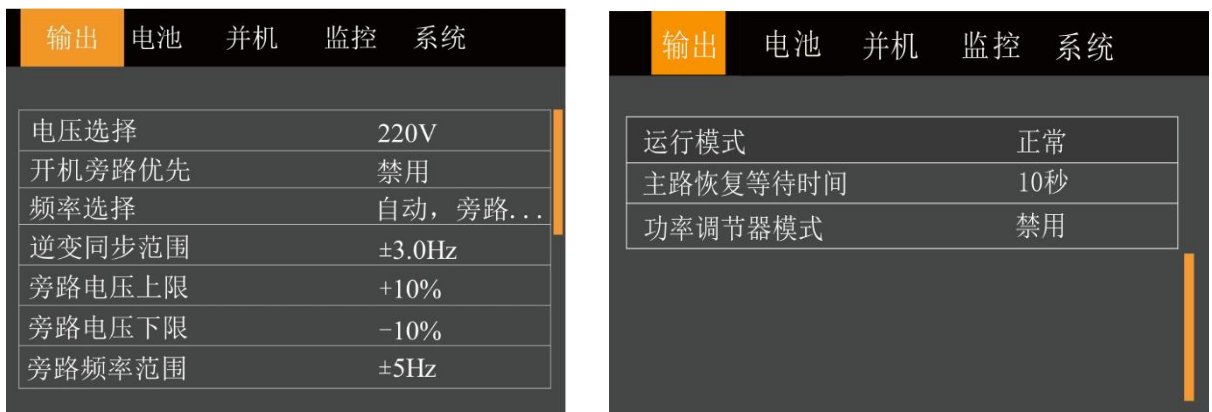 输出 电池 并机 监控 系统
电压选择 220V
开机旁路优先 禁用
频率选择 自动，旁路...
逆变同步范围 ±3.0Hz
旁路电压上限 +10%
旁路电压下限 -10%
旁路频率范围 ±5Hz
输出 电池 并机 监控 系统
运行模式 正常
主路恢复等待时间 10秒
功率调节器模式 禁用